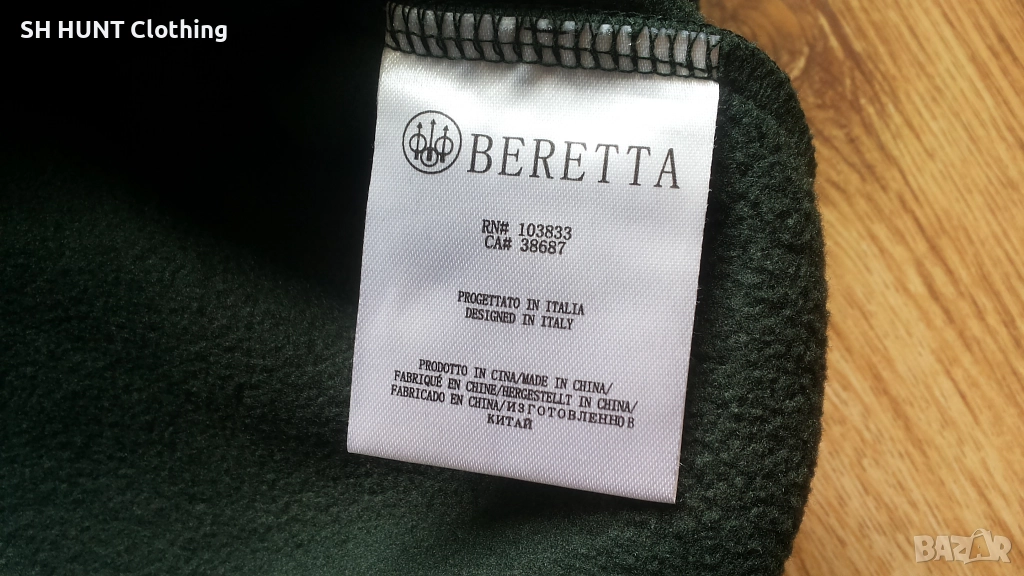 SH HUNT Clothing
BERETTA
RN# 103833
CA# 38687
PROGETTATO IN ITALIA
DESIGNED IN ITALY
PRODOTTO IN CINA/MADE IN CHINA/
FABRIQUÉ EN CHINE/HERGESTELLT IN CHINA/
FABRICADO EN CHINA/ИЗГОТОВЛЕННО В
КИТАЙ
BAZAR